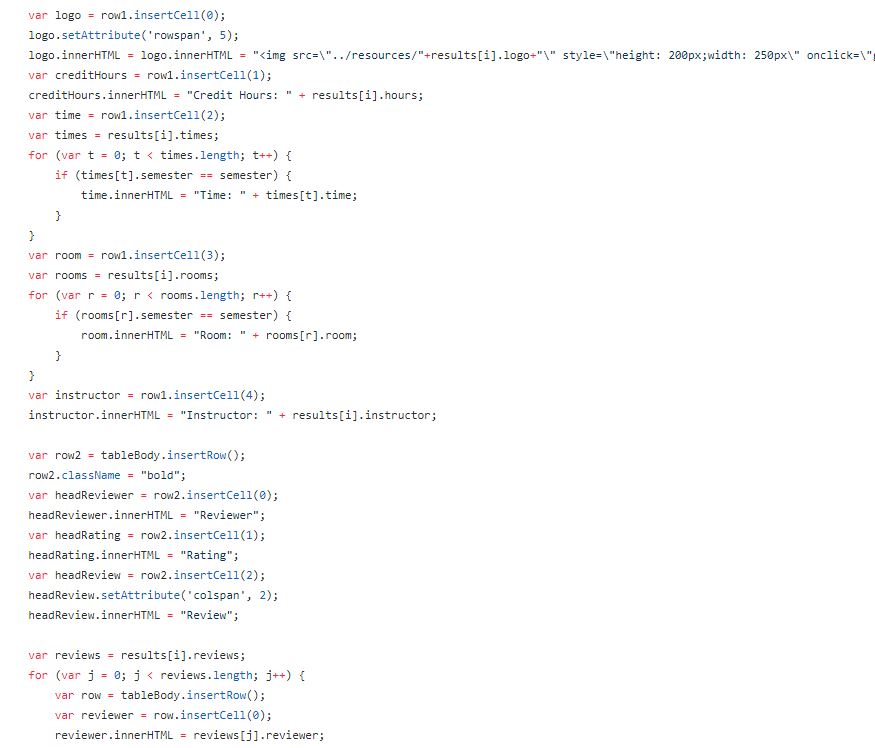 var logo = row1.insertCell(0);
logo.setAttribute('rowspan', 5);
logo.innerHTML = logo.innerHTML = "<img src=\"../resources/"+results[i].logo+"\" style=\"height: 200px;width: 250px\" onclick=\"
var creditHours = row1.insertCell(1);
creditHours.innerHTML = "Credit Hours: " + results[i].hours;
var time = row1.insertCell(2);
var times = results[i].times;
for (var t = 0; t < times.length; t++) {
    if (times[t].semester == semester) {
        time.innerHTML = "Time: " + times[t].time;
    }
}
var room = row1.insertCell(3);
var rooms = results[i].rooms;
for (var r = 0; r < rooms.length; r++) {
    if (rooms[r].semester == semester) {
        room.innerHTML = "Room: " + rooms[r].room;
    }
}
var instructor = row1.insertCell(4);
instructor.innerHTML = "Instructor: " + results[i].instructor;

var row2 = tableBody.insertRow();
row2.className = "bold";
var headReviewer = row2.insertCell(0);
headReviewer.innerHTML = "Reviewer";
var headRating = row2.insertCell(1);
headRating.innerHTML = "Rating";
var headReview = row2.insertCell(2);
headReview.setAttribute('colspan', 2);
headReview.innerHTML = "Review";

var reviews = results[i].reviews;
for (var j = 0; j < reviews.length; j++) {
    var row = tableBody.insertRow();
    var reviewer = row.insertCell(0);
    reviewer.innerHTML = reviews[j].reviewer;